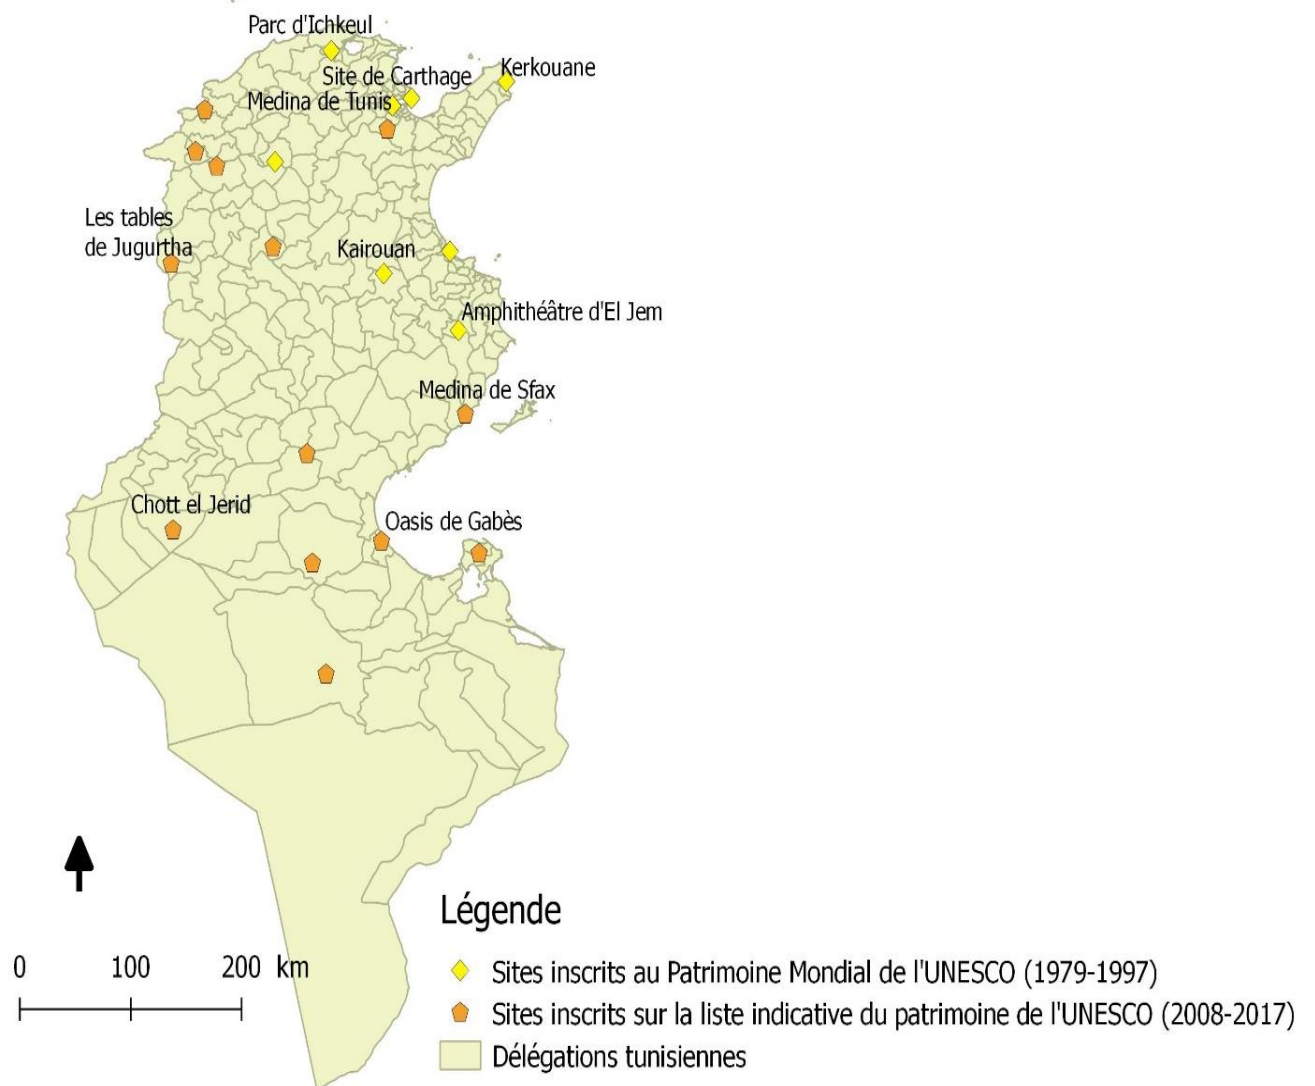 Parc d'Ichkeul
Kerkouane
Site de Carthage
Medina de Tunis
Les tables
de Jugurtha
Kairouan
Amphithéâtre d'El Jem
Medina de Sfax
Chott el Jerid
Oasis de Gabès
Légende
0 100 200 km
Sites inscrits au Patrimoine Mondial de l'UNESCO (1979-1997)
Sites inscrits sur la liste indicative du patrimoine de l'UNESCO (2008-2017)
Délégations tunisiennes